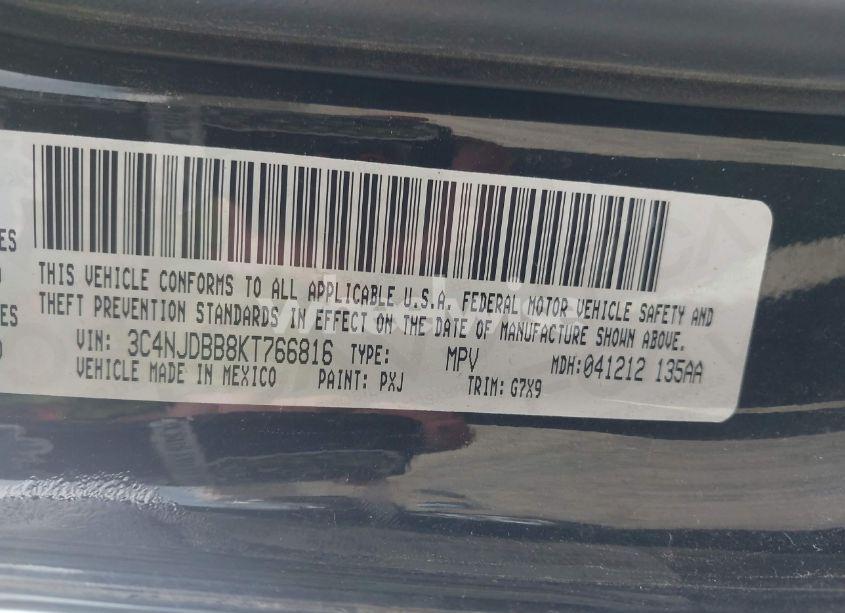 ES
THIS VEHICLE CONFORMS TO ALL APPLICABLE U.S.A. FEDERAL MOTOR VEHICLE SAFETY AND
THEFT PREVENTION STANDARDS IN EFFECT ON THE DATE OF MANUFACTURE SHOWN ABOVE.
ES
VIN: 3C4NJDBB8KT766816 TYPE: MPV MDH:041212 135AA
VEHICLE MADE IN MEXICO PAINT: PXJ TRIM: G7X9